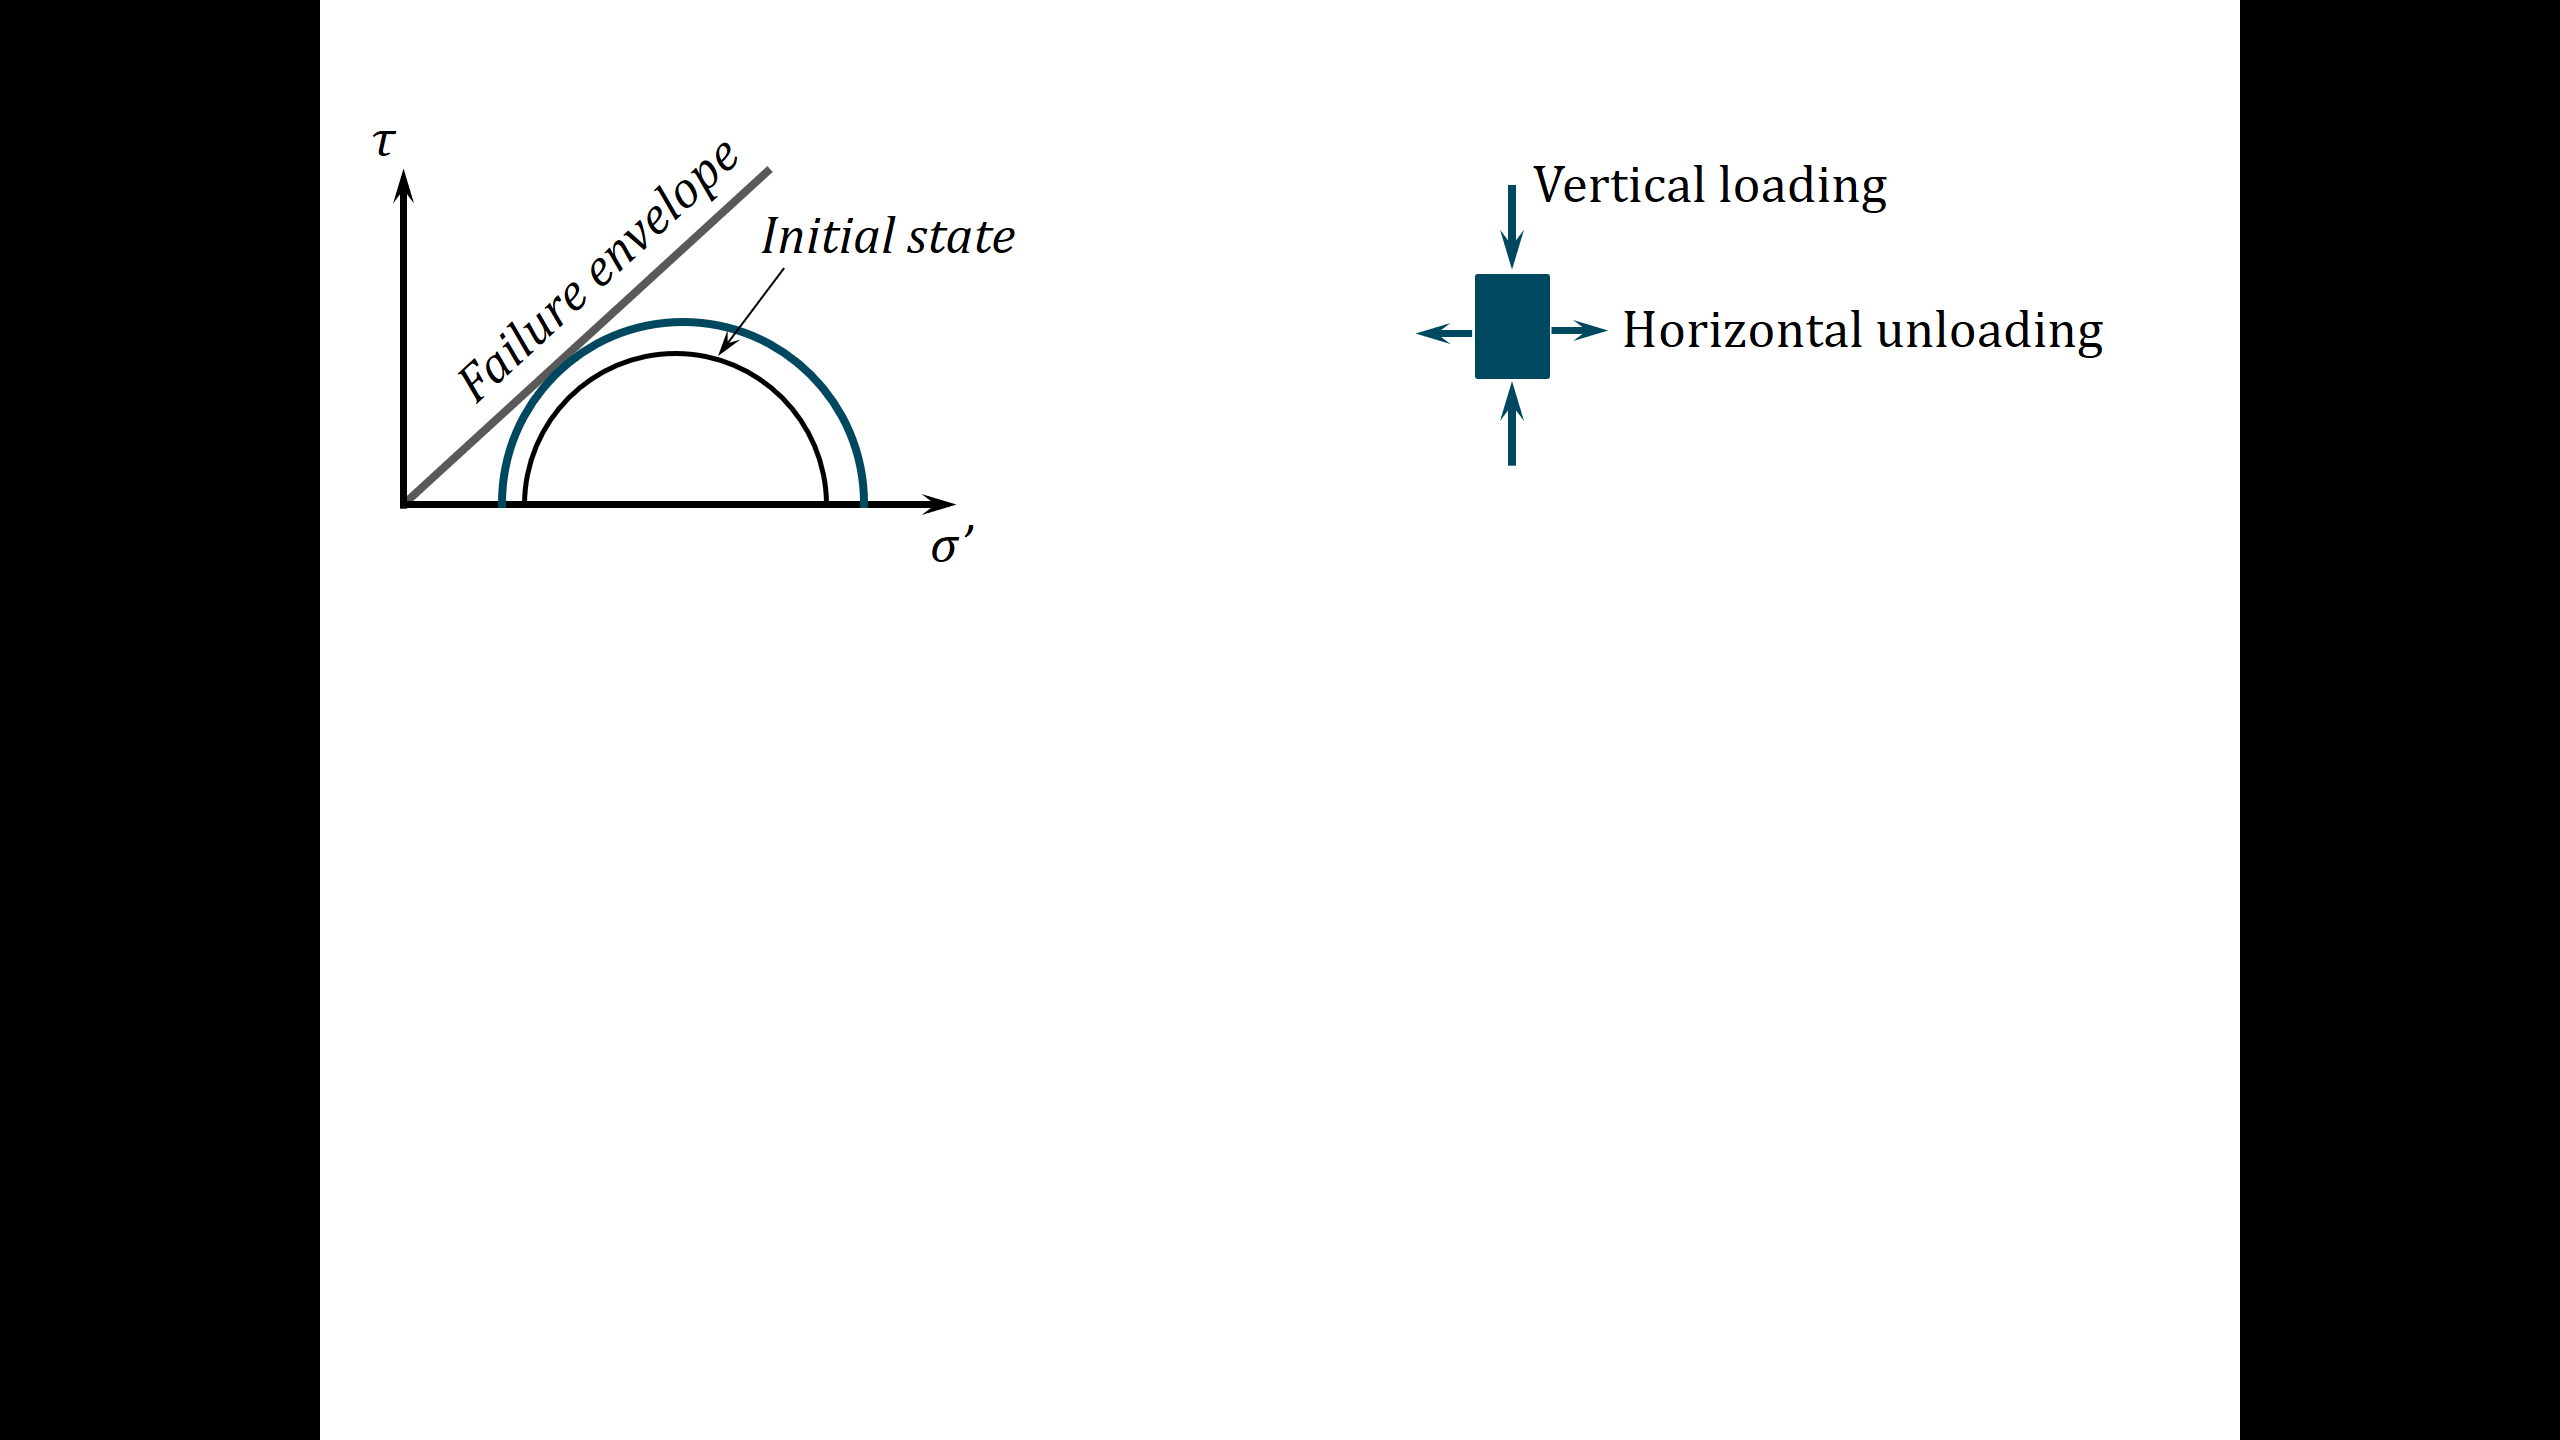 τ
Failure envelope
Initial state
σ’
Vertical loading
Horizontal unloading